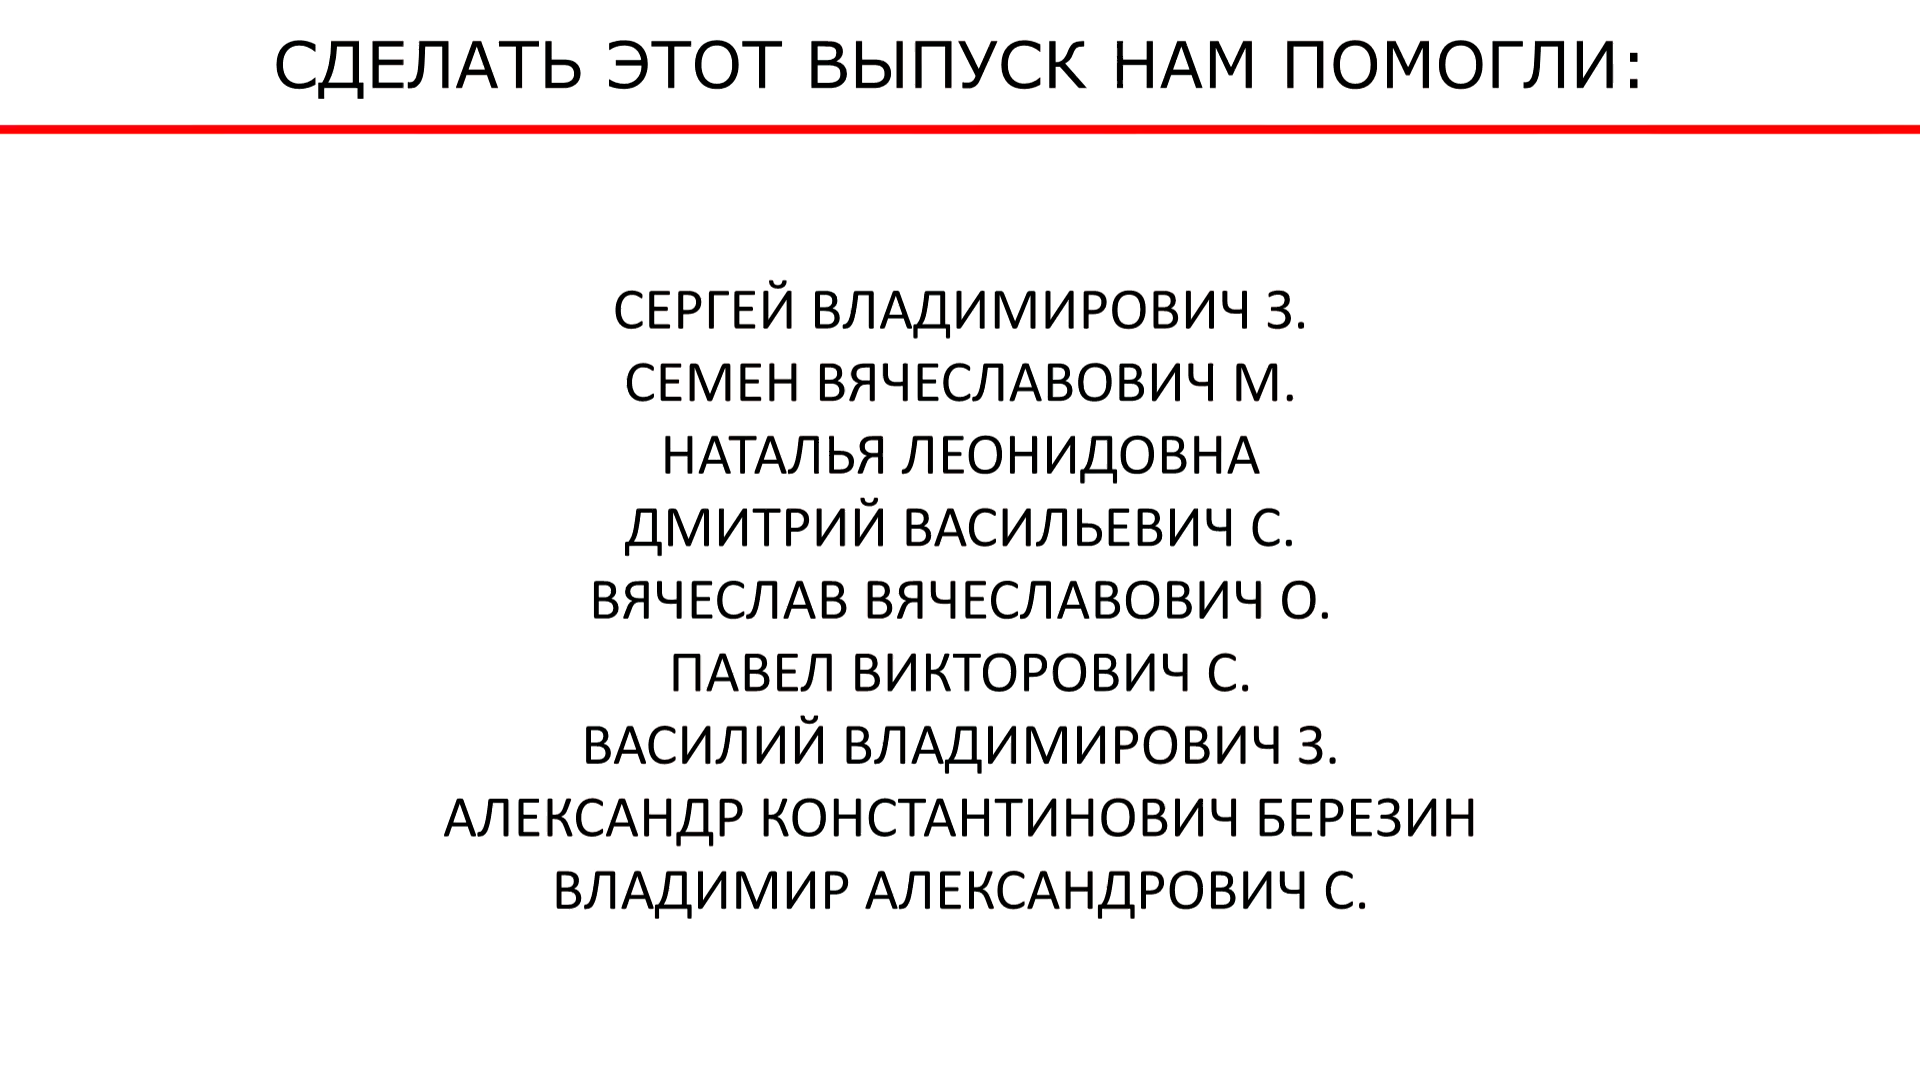 СДЕЛАТЬ ЭТОТ ВЫПУСК НАМ ПОМОГЛИ:
СЕРГЕЙ ВЛАДИМИРОВИЧ З.
СЕМЕН ВЯЧЕСЛАВОВИЧ М.
НАТАЛЬЯ ЛЕОНИДОВНА
ДМИТРИЙ ВАСИЛЬЕВИЧ С.
ВЯЧЕСЛАВ ВЯЧЕСЛАВОВИЧ О.
ПАВЕЛ ВИКТОРОВИЧ С.
ВАСИЛИЙ ВЛАДИМИРОВИЧ З.
АЛЕКСАНДР КОНСТАНТИНОВИЧ БЕРЕЗИН
ВЛАДИМИР АЛЕКСАНДРОВИЧ С.